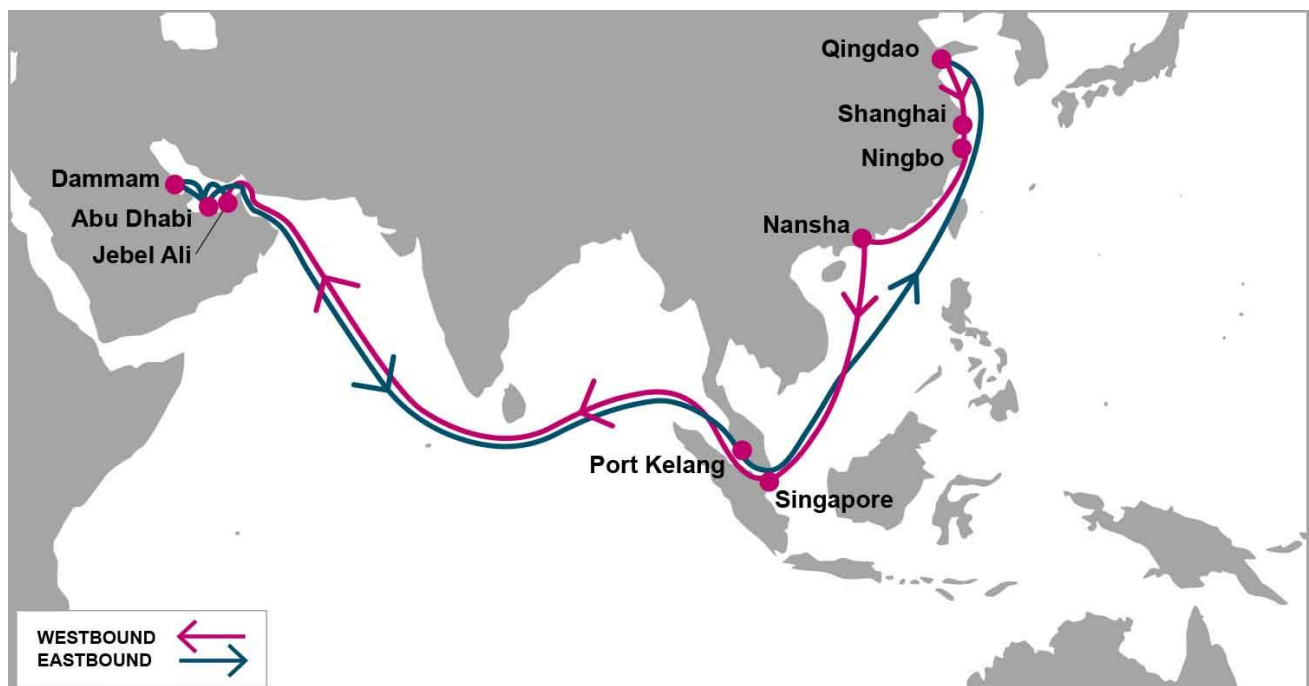 Qingdao
Shanghai
Ningbo
Nansha
Dammam
Abu Dhabi
Jebel Ali
Port Kelang
Singapore
WESTBOUND
EASTBOUND